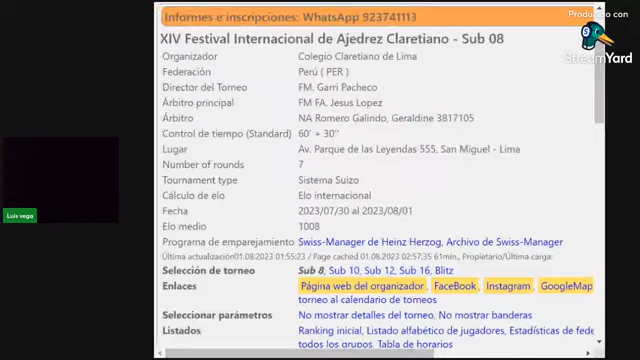 Producido con
StreamYard
Informes e inscripciones: WhatsApp 923741113
XIV Festival Internacional de Ajedrez Claretiano - Sub 08
Organizador Colegio Claretiano de Lima
Federación Perú ( PER )
Director del Torneo FM. Garri Pacheco
Árbitro principal FM FA. Jesus Lopez
Árbitro NA Romero Galindo, Geraldine 3817105
Control de tiempo (Standard) 60' + 30''
Lugar Av. Parque de las Leyendas 555, San Miguel - Lima
Number of rounds 7
Tournament type Sistema Suizo
Cálculo de elo Elo internacional
Fecha 2023/07/30 al 2023/08/01
Elo medio 1008
Programa de emparejamiento Swiss-Manager de Heinz Herzog, Archivo de Swiss-Manager
Última actualización01.08.2023 01:55:23 / Page cached 01.08.2023 02:57:35 61min., Propietario/Última carga:
Selección de torneo Sub 8, Sub 10, Sub 12, Sub 16, Blitz
Enlaces Página web del organizador, FaceBook, Instagram, GoogleMap
torneo al calendario de torneos
Seleccionar parámetros No mostrar detalles del torneo, No mostrar banderas
Listados Ranking inicial, Listado alfabético de jugadores, Estadísticas de fede
todos los grupos, Tabla de horarios
Luis vega